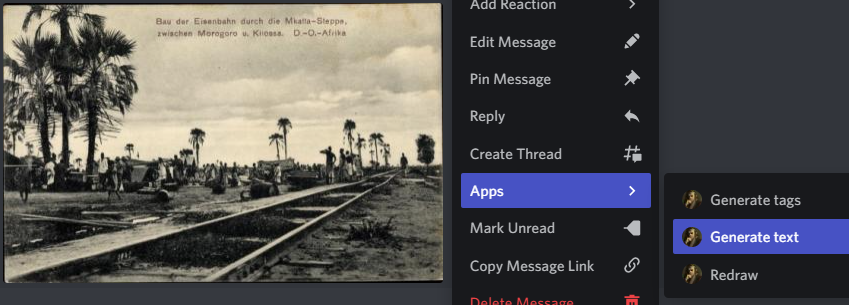 Bau der Eisenbahn durch die Mkatta-Steppe,
zwischen Morogoro u. Kilossa. D.-O.-Afrika
Add Reaction
Edit Message
Pin Message
Reply
Create Thread
Apps
Mark Unread
Copy Message Link
Delete Message
Generate tags
Generate text
Redraw